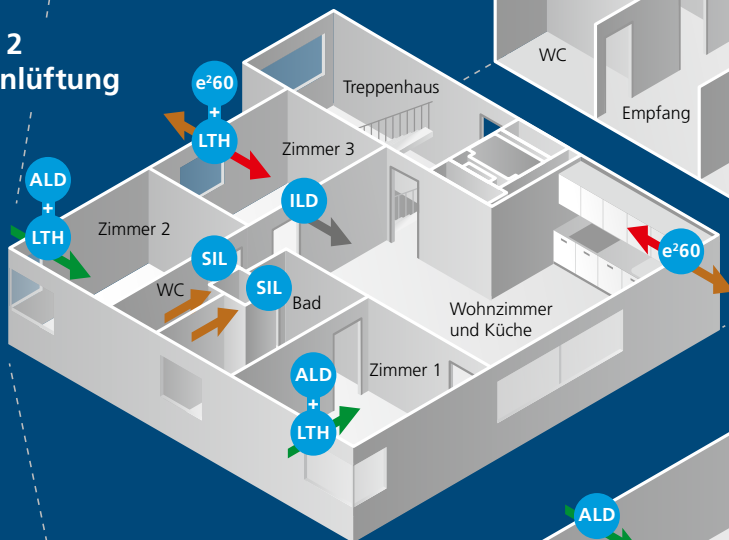 2
nlüftung
WC
Empfang
e²60
+
LTH
Treppenhaus
Zimmer 3
ALD
+
LTH
Zimmer 2
ILD
SIL
SIL
WC
Bad
e²60
Wohnzimmer
und Küche
ALD
+
LTH
Zimmer 1
ALD